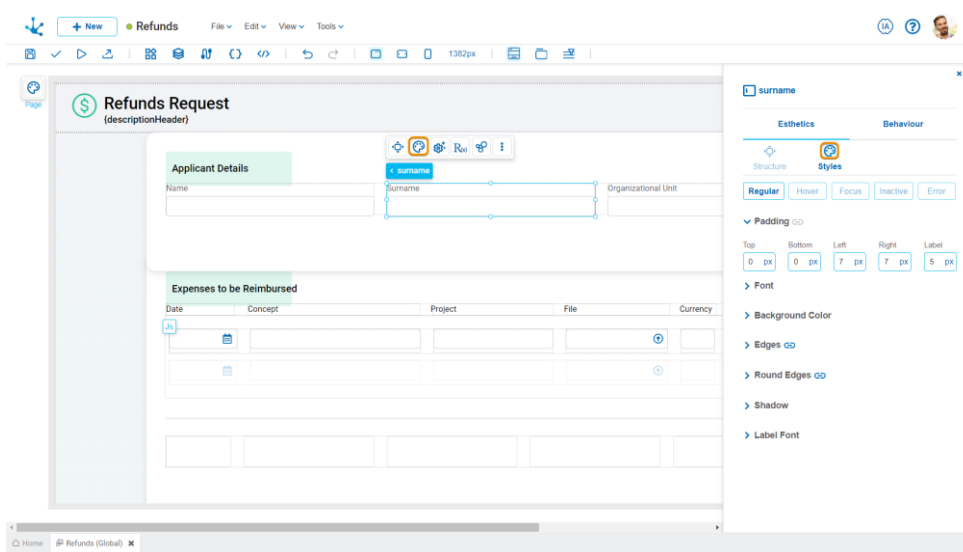 + New
Refunds
File
Edit
View
Tools
IA
?
1382px
Page
$
Refunds Request
{descriptionHeader}
surname
Esthetics
Behaviour
Structure
Styles
Applicant Details
‹ surname
Name
Surname
Organizational Unit
Regular
Hover
Focus
Inactive
Error
Padding
Top
Bottom
Left
Right
Label
0 px
0 px
7 px
7 px
5 px
Font
Background Color
Edges
Round Edges
Shadow
Label Font
Expenses to be Reimbursed
Date
Concept
Project
File
Currency
Js
Home
Refunds (Global)